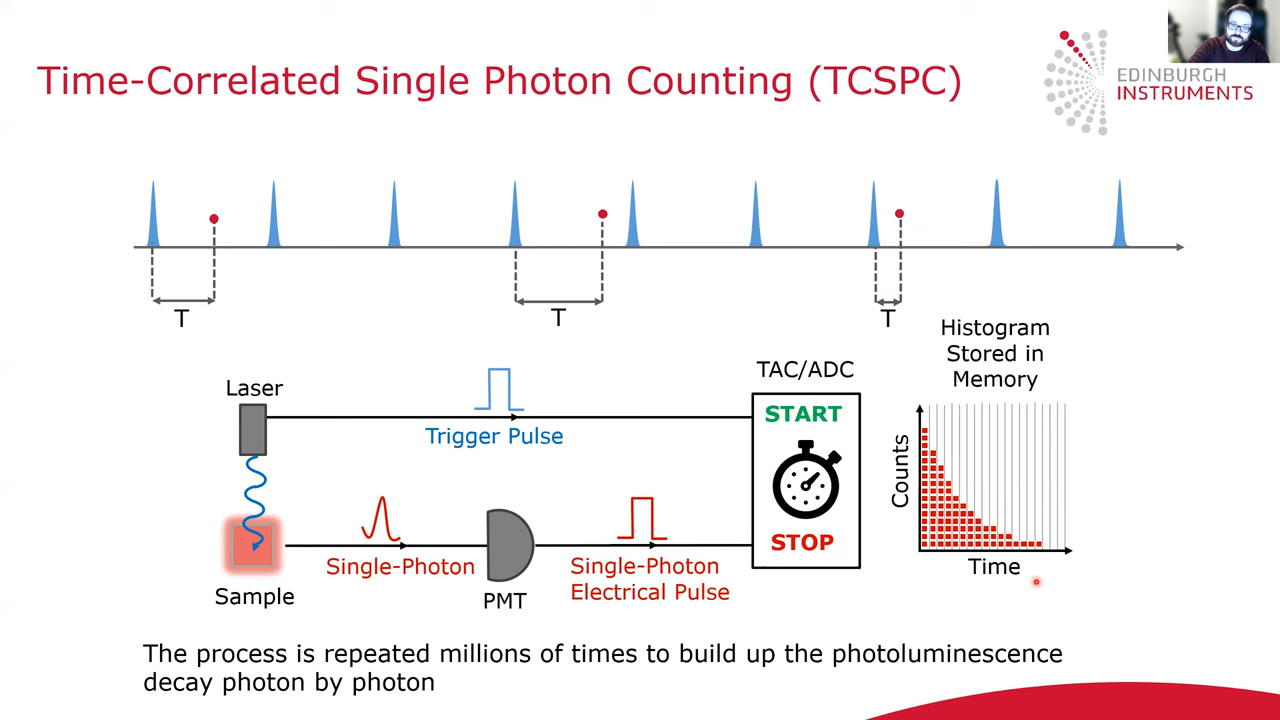 Time-Correlated Single Photon Counting (TCSPC)
EDINBURGH
INSTRUMENTS
T
T
T
Histogram
Stored in
Memory
TAC/ADC
Laser
START
Trigger Pulse
Counts
STOP
Single-Photon
Single-Photon
Electrical Pulse
Time
Sample
PMT
The process is repeated millions of times to build up the photoluminescence
decay photon by photon